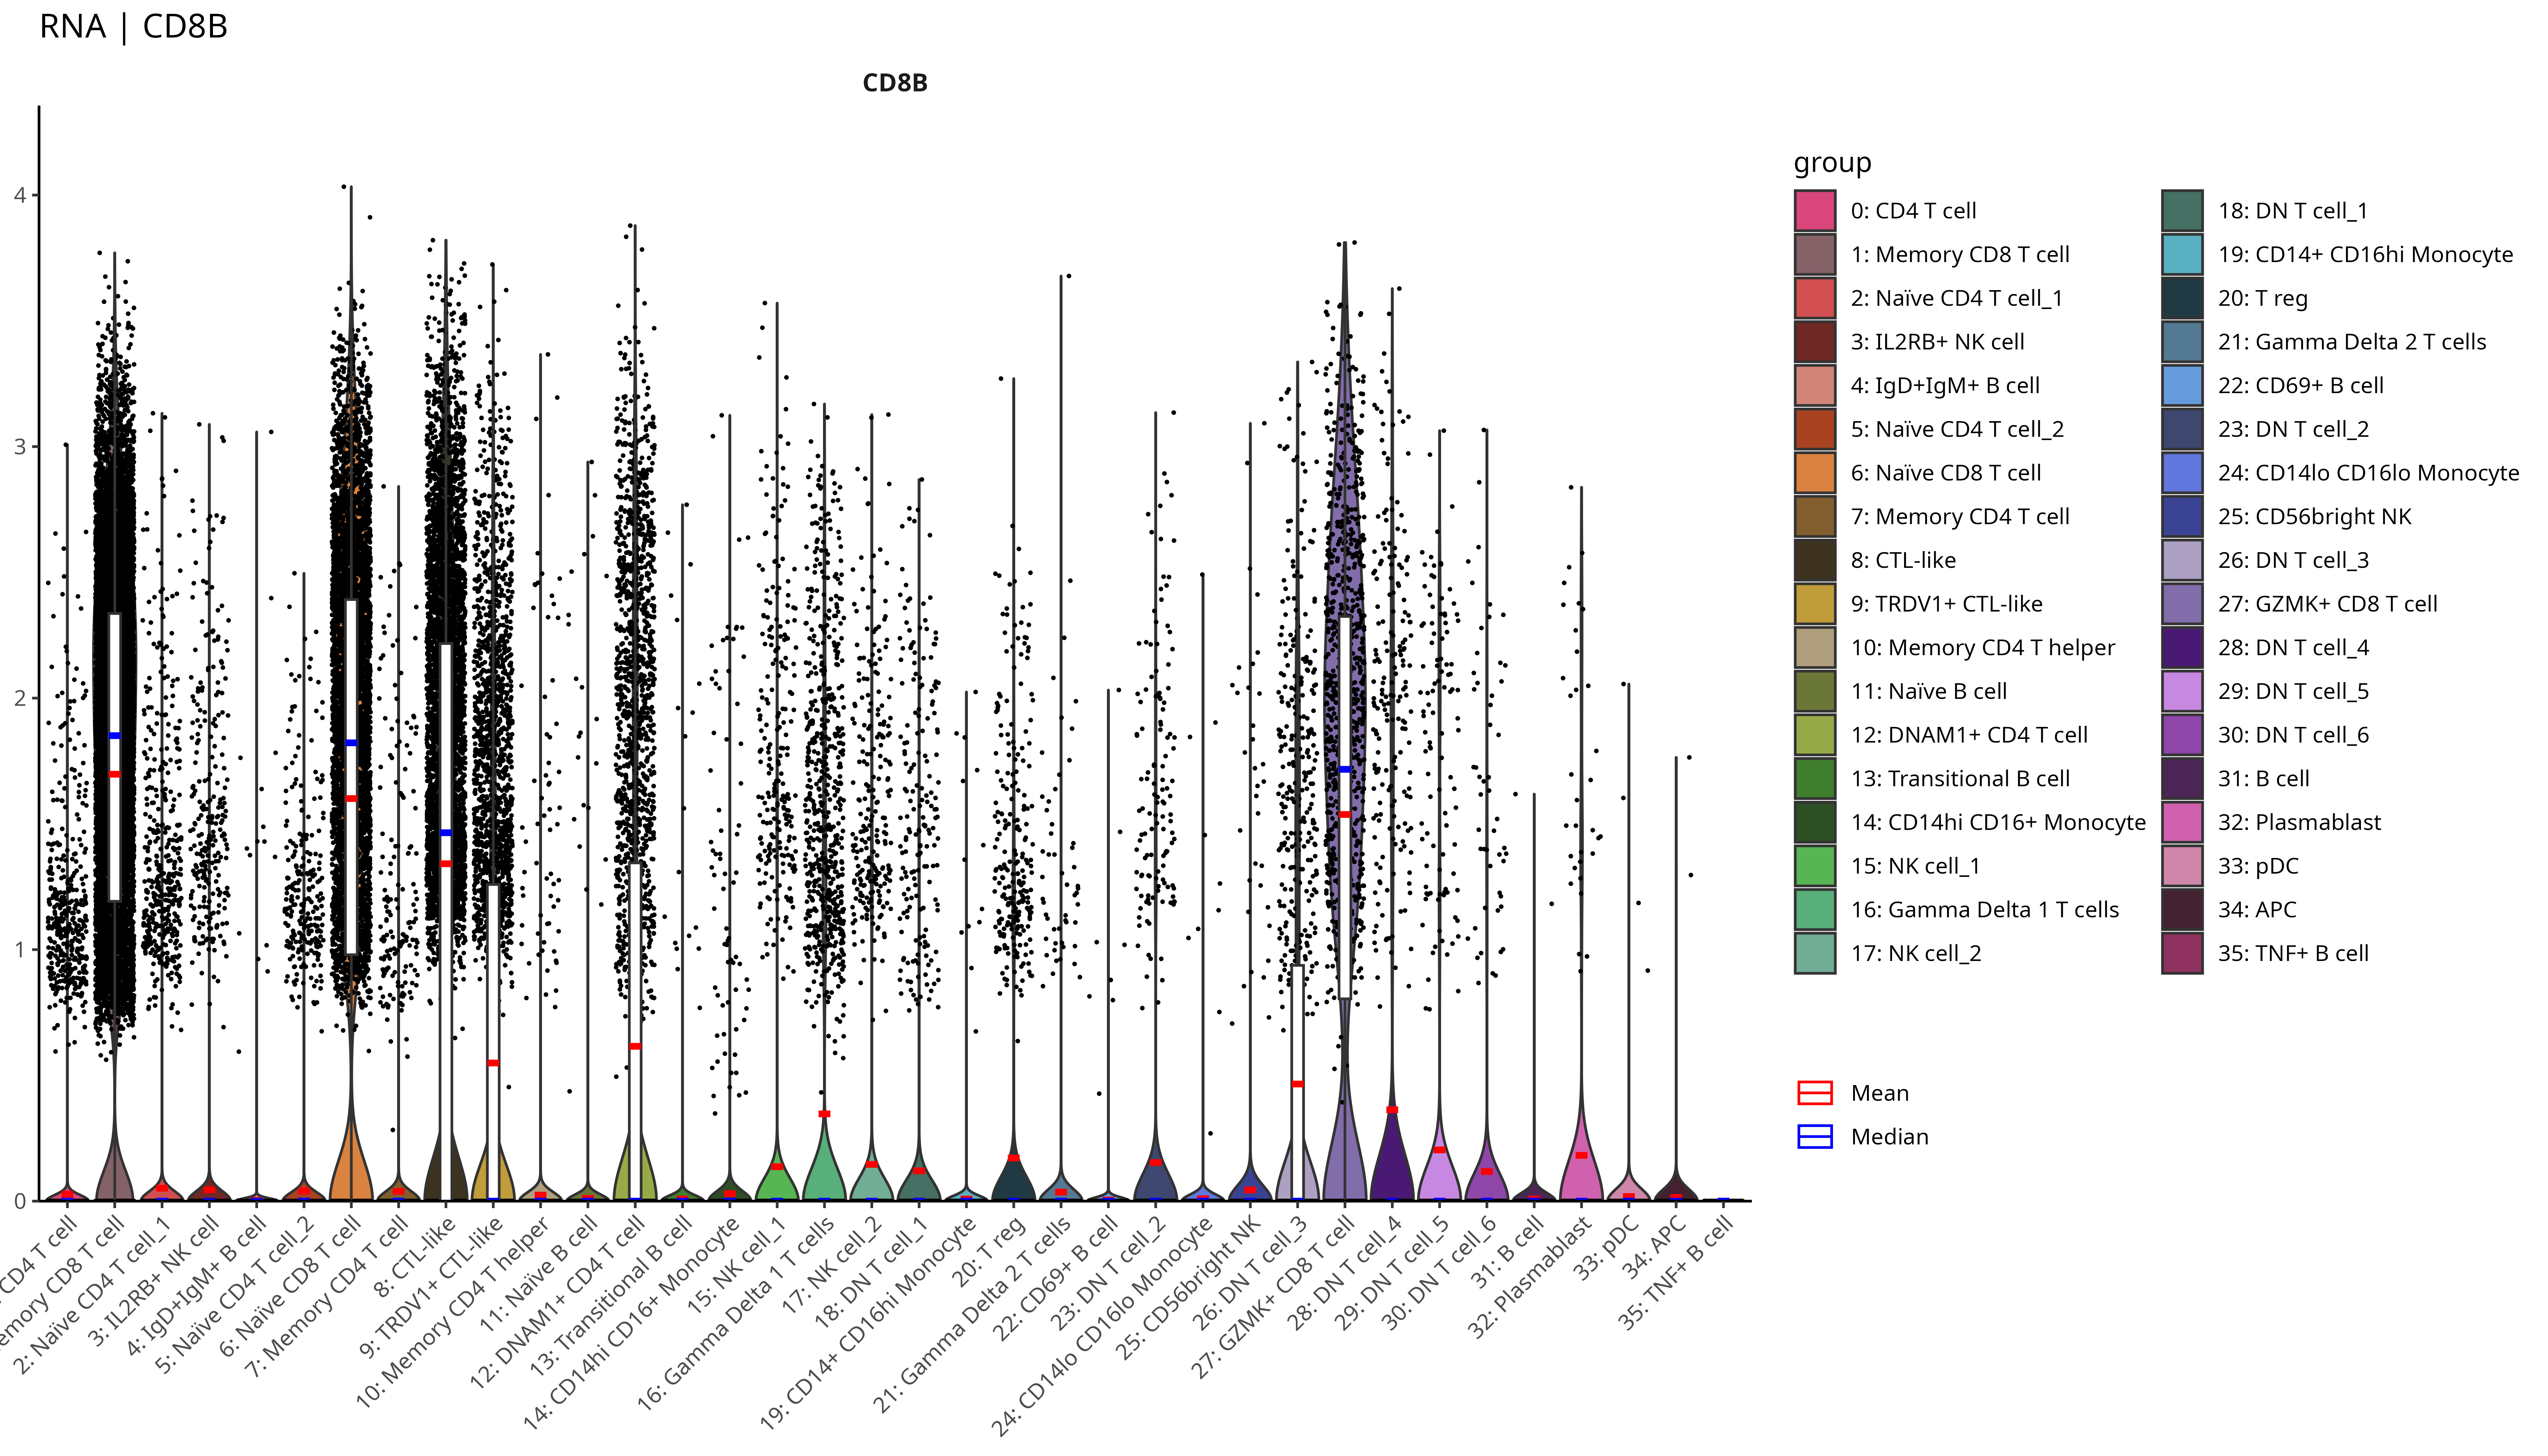 RNA | CD8B
CD8B
4
3
2
1
0
CD4 T cell
CD8 T cell
2: Naïve CD4 T cell_1
3: IL2RB+ NK cell
4: IgD+IgM+ B cell
5: Naïve CD4 T cell_2
6: Naïve CD8 T cell
7: Memory CD4 T cell
8: CTL-like
9: TRDV1+ CTL-like
10: Memory CD4 T helper
11: Naïve B cell
12: DNAM1+ CD4 T cell
13: Transitional B cell
14: CD14hi CD16+ Monocyte
15: NK cell_1
16: Gamma Delta 1 T cells
17: NK cell_2
18: DN T cell_1
19: CD14+ CD16hi Monocyte
20: T reg
21: Gamma Delta 2 T cells
22: CD69+ B cell
23: DN T cell_2
24: CD14lo CD16lo Monocyte
25: CD56bright NK
26: DN T cell_3
27: GZMK+ CD8 T cell
28: DN T cell_4
29: DN T cell_5
30: DN T cell_6
31: B cell
32: Plasmablast
33: pDC
34: APC
35: TNF+ B cell
group
0: CD4 T cell
1: Memory CD8 T cell
2: Naïve CD4 T cell_1
3: IL2RB+ NK cell
4: IgD+IgM+ B cell
5: Naïve CD4 T cell_2
6: Naïve CD8 T cell
7: Memory CD4 T cell
8: CTL-like
9: TRDV1+ CTL-like
10: Memory CD4 T helper
11: Naïve B cell
12: DNAM1+ CD4 T cell
13: Transitional B cell
14: CD14hi CD16+ Monocyte
15: NK cell_1
16: Gamma Delta 1 T cells
17: NK cell_2
18: DN T cell_1
19: CD14+ CD16hi Monocyte
20: T reg
21: Gamma Delta 2 T cells
22: CD69+ B cell
23: DN T cell_2
24: CD14lo CD16lo Monocyte
25: CD56bright NK
26: DN T cell_3
27: GZMK+ CD8 T cell
28: DN T cell_4
29: DN T cell_5
30: DN T cell_6
31: B cell
32: Plasmablast
33: pDC
34: APC
35: TNF+ B cell
Mean
Median